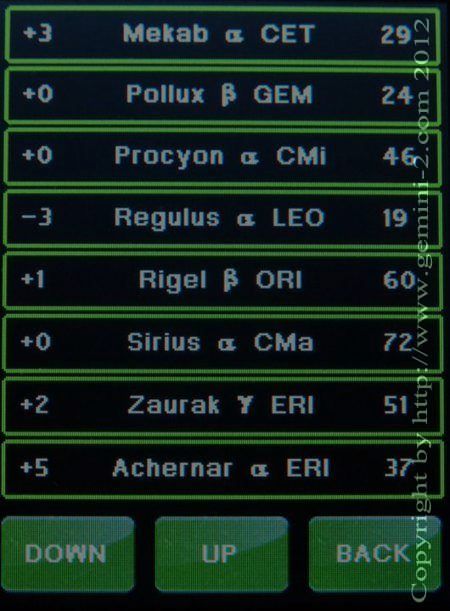 +3 Mekab α CET 29
+0 Pollux β GEM 24
+0 Procyon α CMi 46
-3 Regulus α LEO 19
+1 Rigel β ORI 60
+0 Sirius α CMa 72
+2 Zaurak γ ERI 51
+5 Achernar α ERI 37
DOWN UP BACK
Copyright by http://www.gemini-2.com 2012